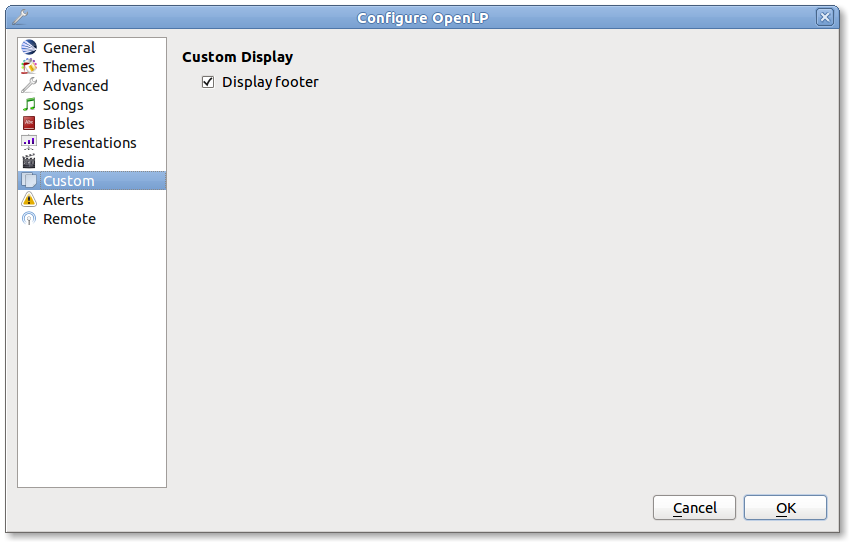 Configure OpenLP
General
Themes
Advanced
Songs
Bibles
Presentations
Media
Custom
Alerts
Remote
Custom Display
Display footer
Cancel
OK